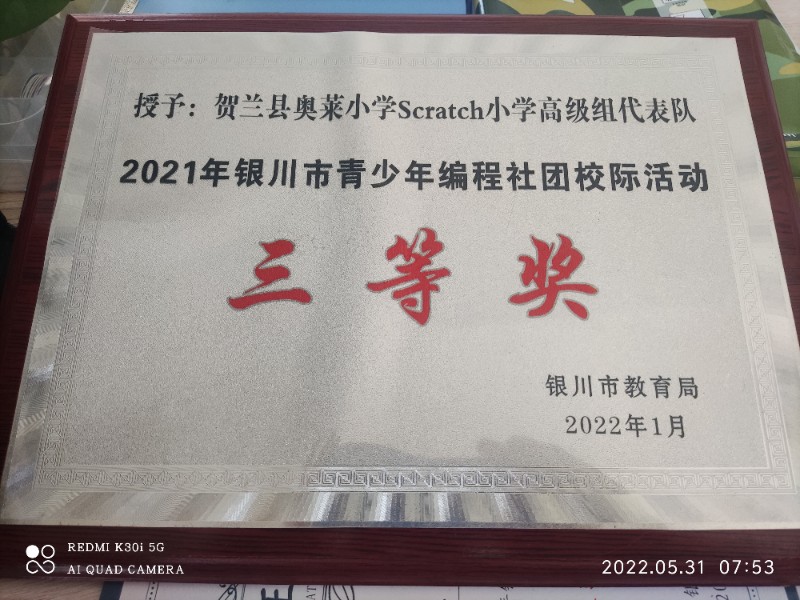 授予：贺兰县奥莱小学Scratch小学高级组代表队
2021年银川市青少年编程社团校际活动
三等奖
银川市教育局
2022年1月
REDMI K30i 5G
AI QUAD CAMERA
2022.05.31 07:53